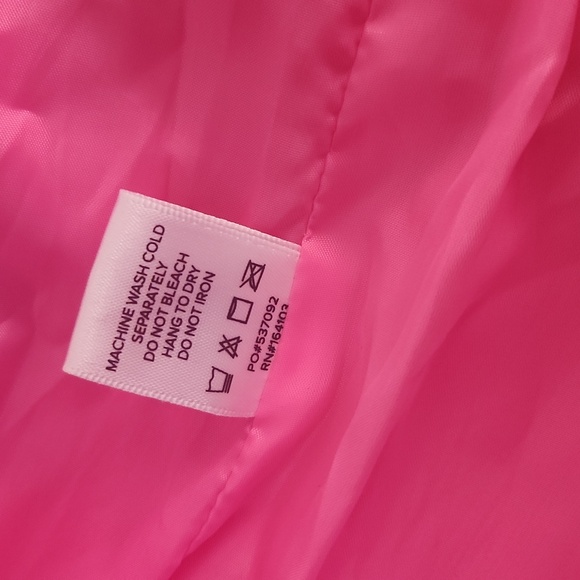 MACHINE WASH COLD
SEPARATELY
DO NOT BLEACH
HANG TO DRY
DO NOT IRON
PO#537092
RN#164103